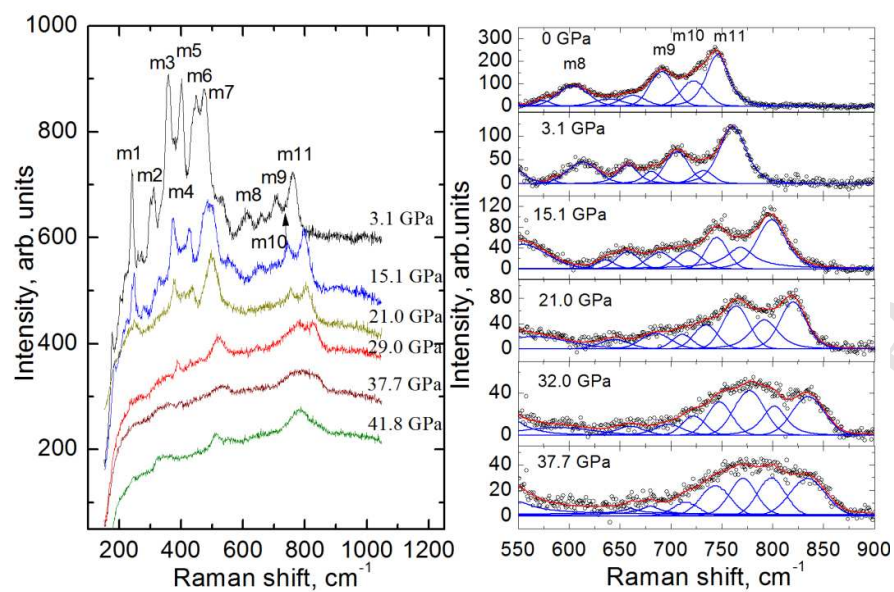 1000
800
600
400
200
200 400 600 800 1000 1200
Raman shift, cm-1
Intensity, arb. units
m1
m2
m3
m4
m5
m6
m7
m8
m9
m10
m11
3.1 GPa
15.1 GPa
21.0 GPa
29.0 GPa
37.7 GPa
41.8 GPa
Intensity, arb.units
0 GPa
m8
m9
m10
m11
300
200
100
0
3.1 GPa
100
50
0
15.1 GPa
120
80
40
0
21.0 GPa
80
40
0
32.0 GPa
40
0
37.7 GPa
40
20
0
550 600 650 700 750 800 850 900
Raman shift, cm-1